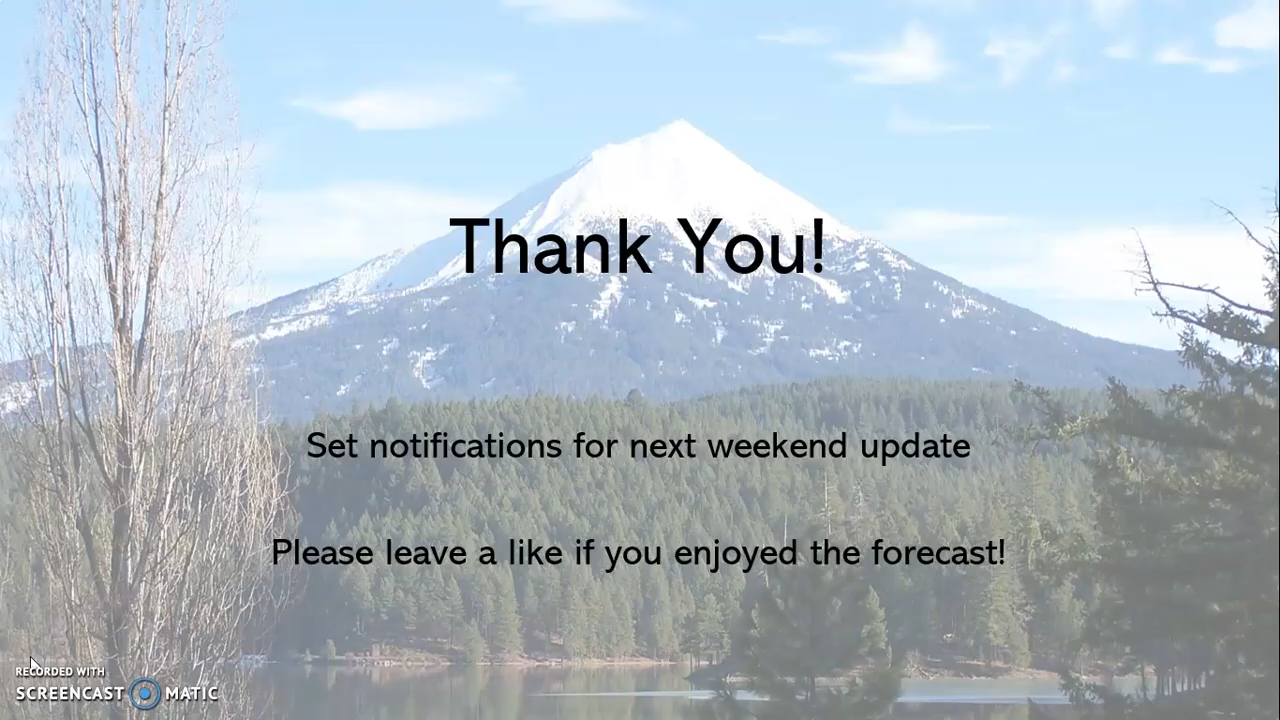 Thank You!
Set notifications for next weekend update
Please leave a like if you enjoyed the forecast!
RECORDED WITH
SCREENCAST MATIC